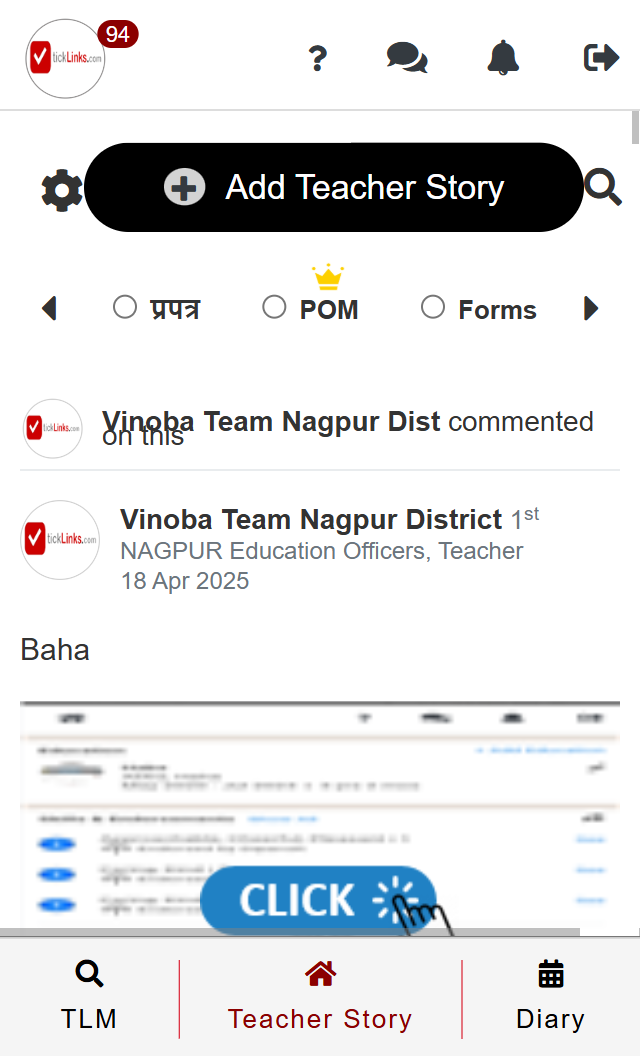 tickLinks.com
94
?
Add Teacher Story
प्रपत्र
POM
Forms
tickLinks.com
Vinoba Team Nagpur Dist commented
on this
tickLinks.com
Vinoba Team Nagpur District 1st
NAGPUR Education Officers, Teacher
18 Apr 2025
Baha
CLICK
TLM
Teacher Story
Diary